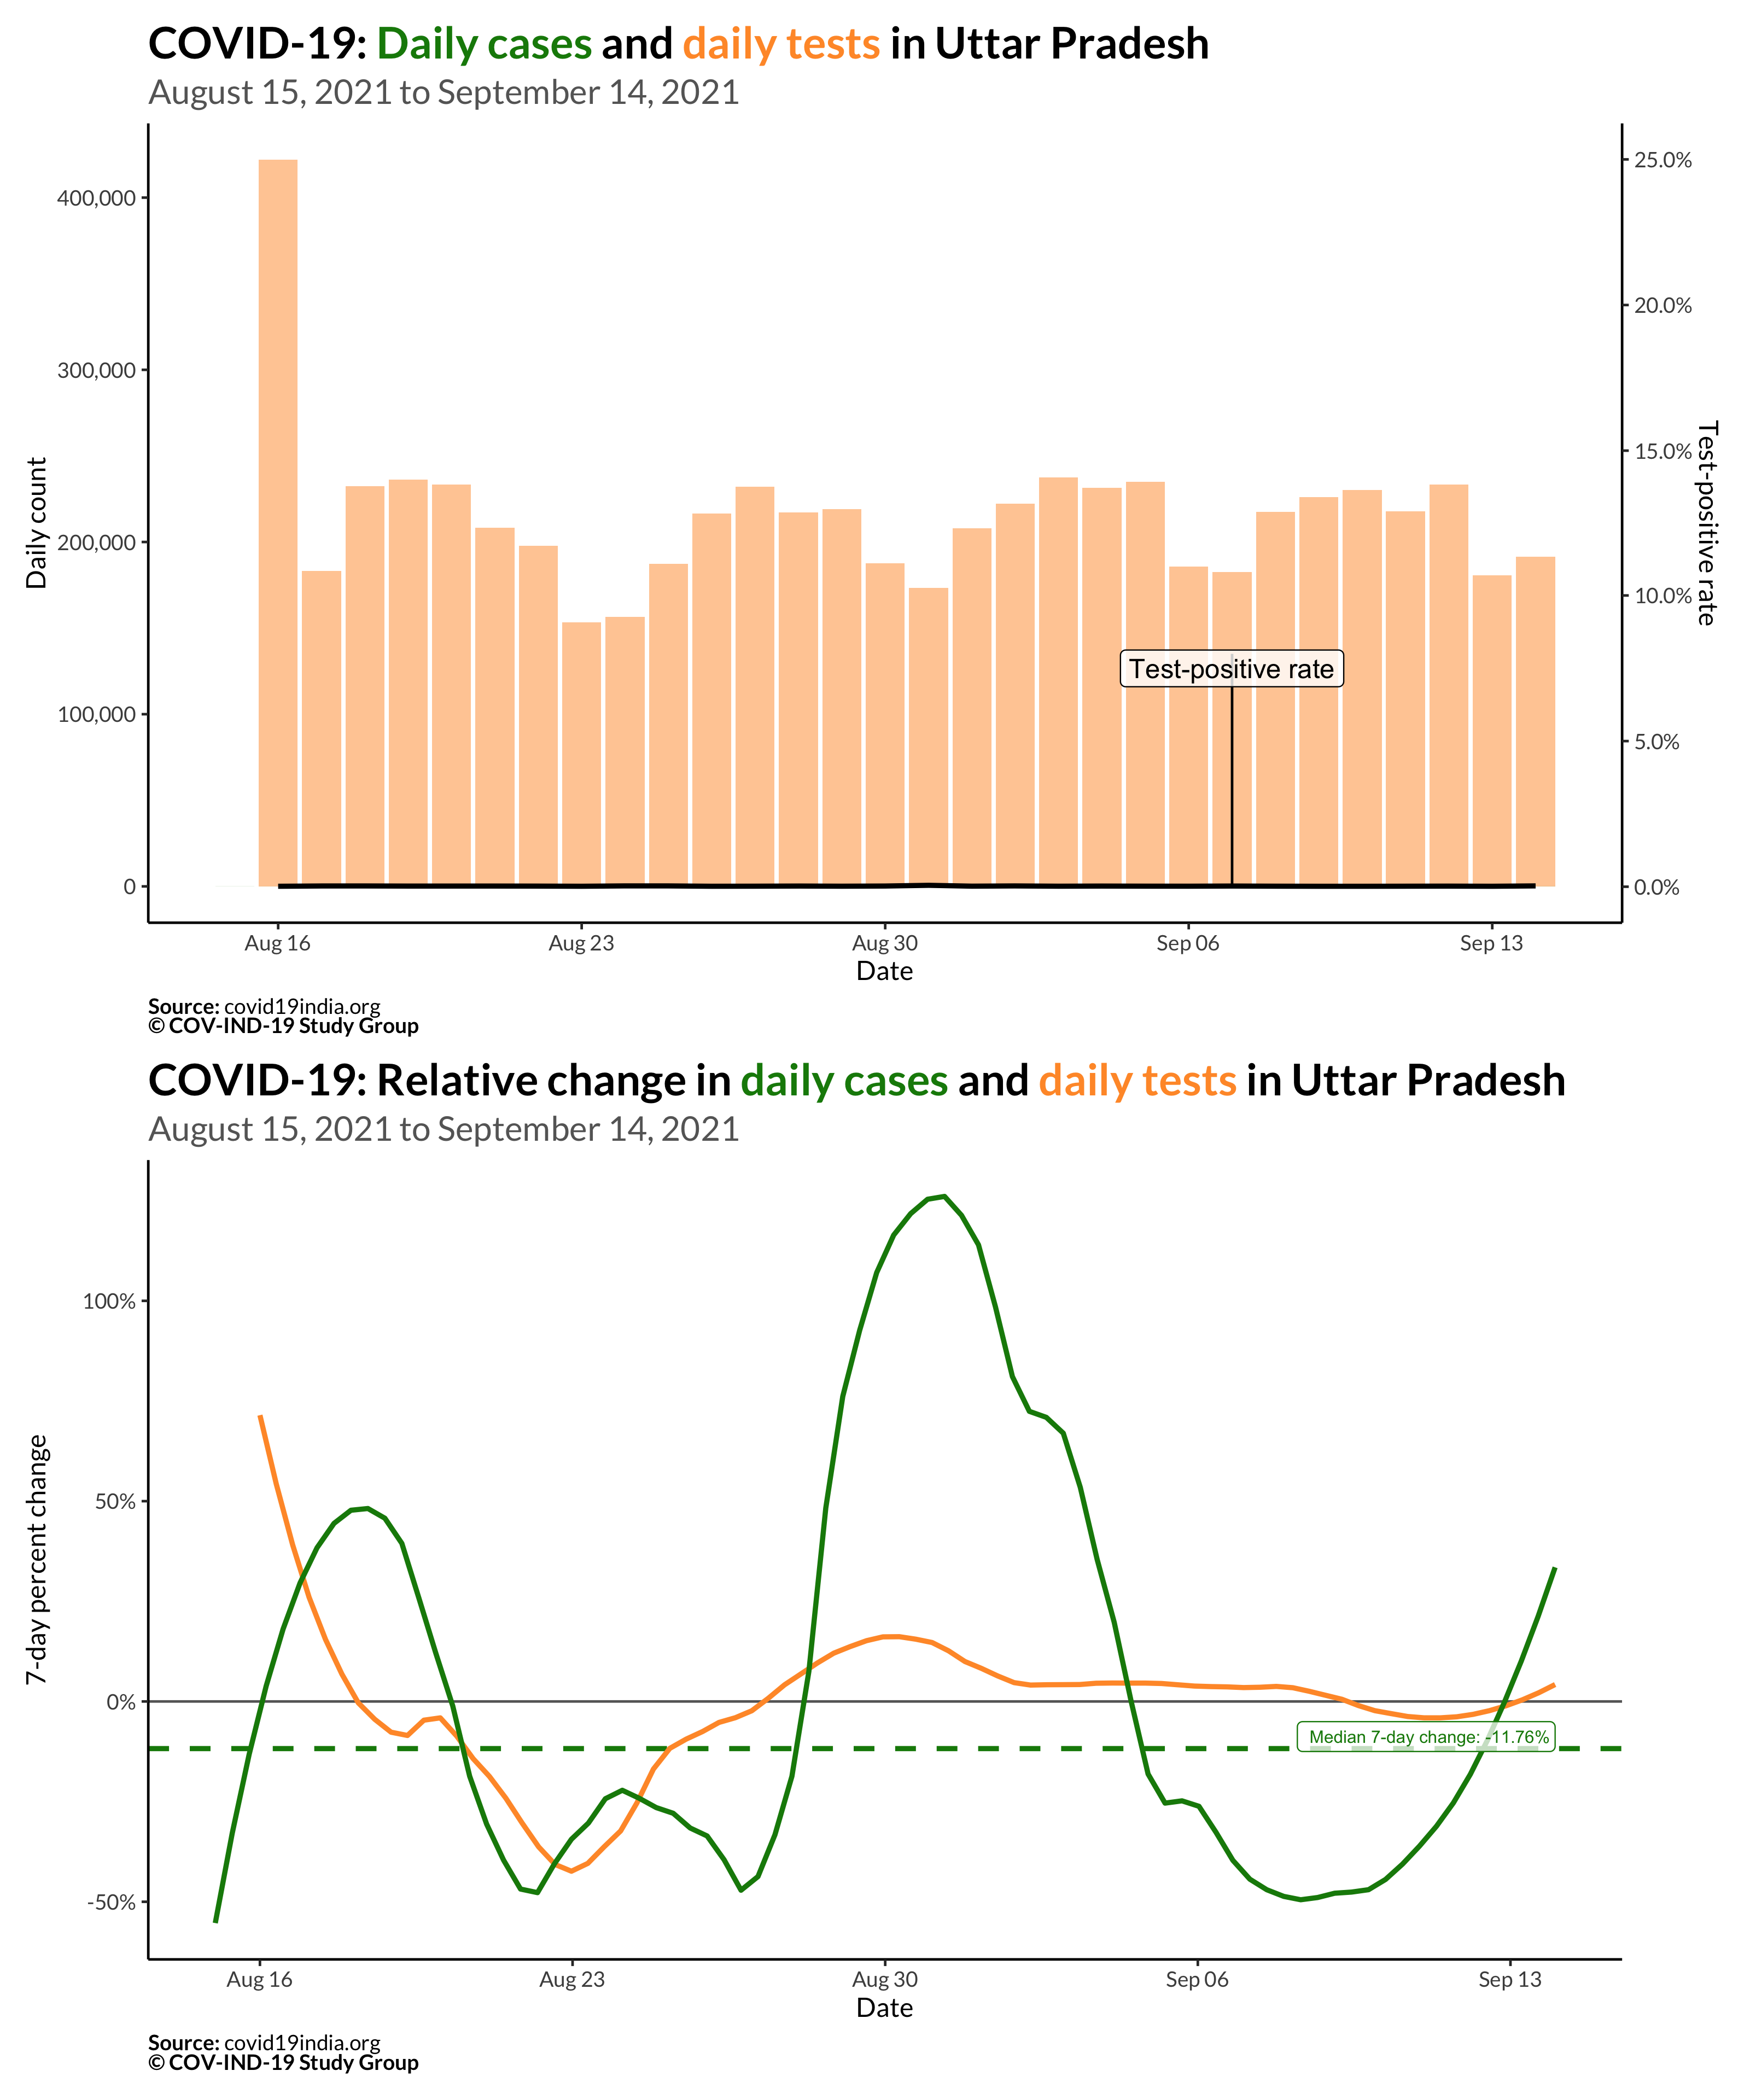 COVID-19: Daily cases and daily tests in Uttar Pradesh
August 15, 2021 to September 14, 2021
400,000
300,000
200,000
100,000
0
Daily count
25.0%
20.0%
15.0%
10.0%
5.0%
0.0%
Test-positive rate
Test-positive rate
Aug 16
Aug 23
Aug 30
Sep 06
Sep 13
Date
Source: covid19india.org
© COV-IND-19 Study Group
COVID-19: Relative change in daily cases and daily tests in Uttar Pradesh
August 15, 2021 to September 14, 2021
100%
50%
0%
-50%
7-day percent change
Median 7-day change: -11.76%
Aug 16
Aug 23
Aug 30
Sep 06
Sep 13
Date
Source: covid19india.org
© COV-IND-19 Study Group